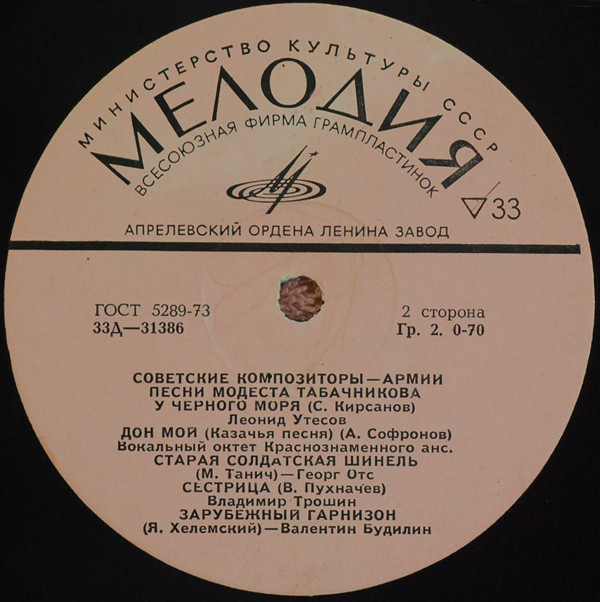 МИНИСТЕРСТВО КУЛЬТУРЫ СССР
МЕЛОДИЯ
ВСЕСОЮЗНАЯ ФИРМА ГРАМПЛАСТИНОК
33
АПРЕЛЕВСКИЙ ОРДЕНА ЛЕНИНА ЗАВОД
ГОСТ 5289-73
33Д—31386
2 сторона
Гр. 2. 0-70
СОВЕТСКИЕ КОМПОЗИТОРЫ—АРМИИ
ПЕСНИ МОДЕСТА ТАБАЧНИКОВА
У ЧЕРНОГО МОРЯ (С. Кирсанов)
Леонид Утесов
ДОН МОЙ (Казачья песня) (А. Софронов)
Вокальный октет Краснознаменного анс.
СТАРАЯ СОЛДАТСКАЯ ШИНЕЛЬ
(М. Танич)—Георг Отс
СЕСТРИЦА (В. Пухначев)
Владимир Трошин
ЗАРУБЕЖНЫЙ ГАРНИЗОН
(Я. Хелемский)—Валентин Будилин